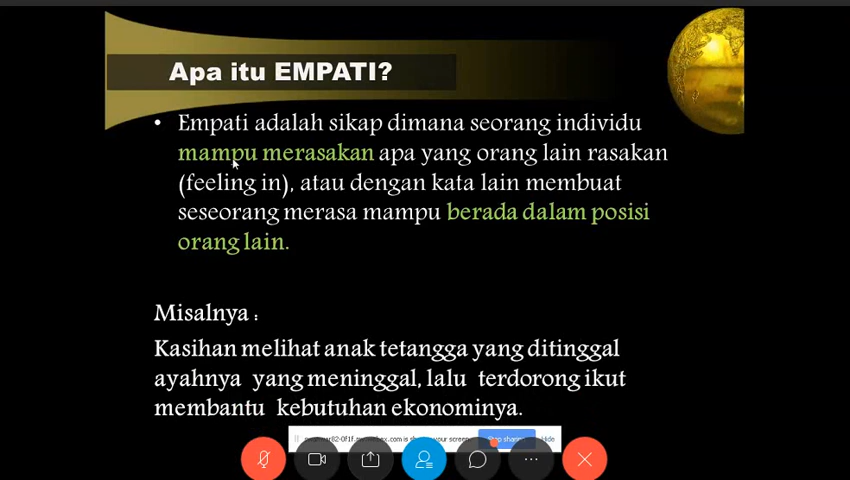 Apa itu EMPATI?
• Empati adalah sikap dimana seorang individu
mampu merasakan apa yang orang lain rasakan
(feeling in), atau dengan kata lain membuat
seseorang merasa mampu berada dalam posisi
orang lain.
Misalnya :
Kasihan melihat anak tetangga yang ditinggal
ayahnya yang meninggal, lalu terdorong ikut
membantu kebutuhan ekonominya.
your screen Hide